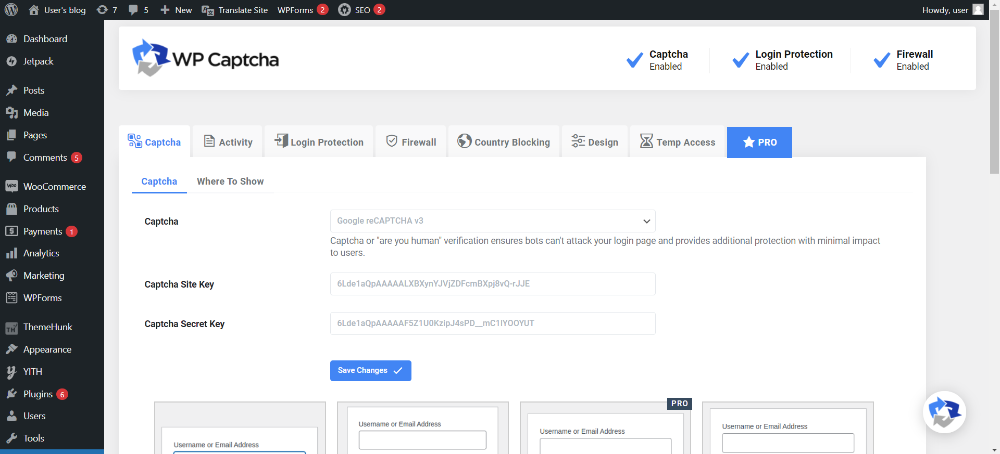 User's blog 7 5 New Translate Site WPForms 2 SEO 2 Howdy, user
Dashboard
Jetpack
Posts
Media
Pages
Comments 5
WOO WooCommerce
Products
Payments 1
Analytics
Marketing
WPForms
TH ThemeHunk
Appearance
YITH
Plugins 6
Users
Tools
WP Captcha
Captcha
Enabled
Login Protection
Enabled
Firewall
Enabled
Captcha Activity Login Protection Firewall Country Blocking Design Temp Access PRO
Captcha Where To Show
Captcha
Google reCAPTCHA v3
Captcha or "are you human" verification ensures bots can't attack your login page and provides additional protection with minimal impact
to users.
Captcha Site Key
6Lde1aQpAAAAALXBXynYJVjZDFcmBXpj8vQ-rJJE
Captcha Secret Key
6Lde1aQpAAAAAF5Z1U0KzipJ4sPD__mC1lYOOYUT
Save Changes
Username or Email Address
Username or Email Address
PRO
Username or Email Address
Username or Email Address